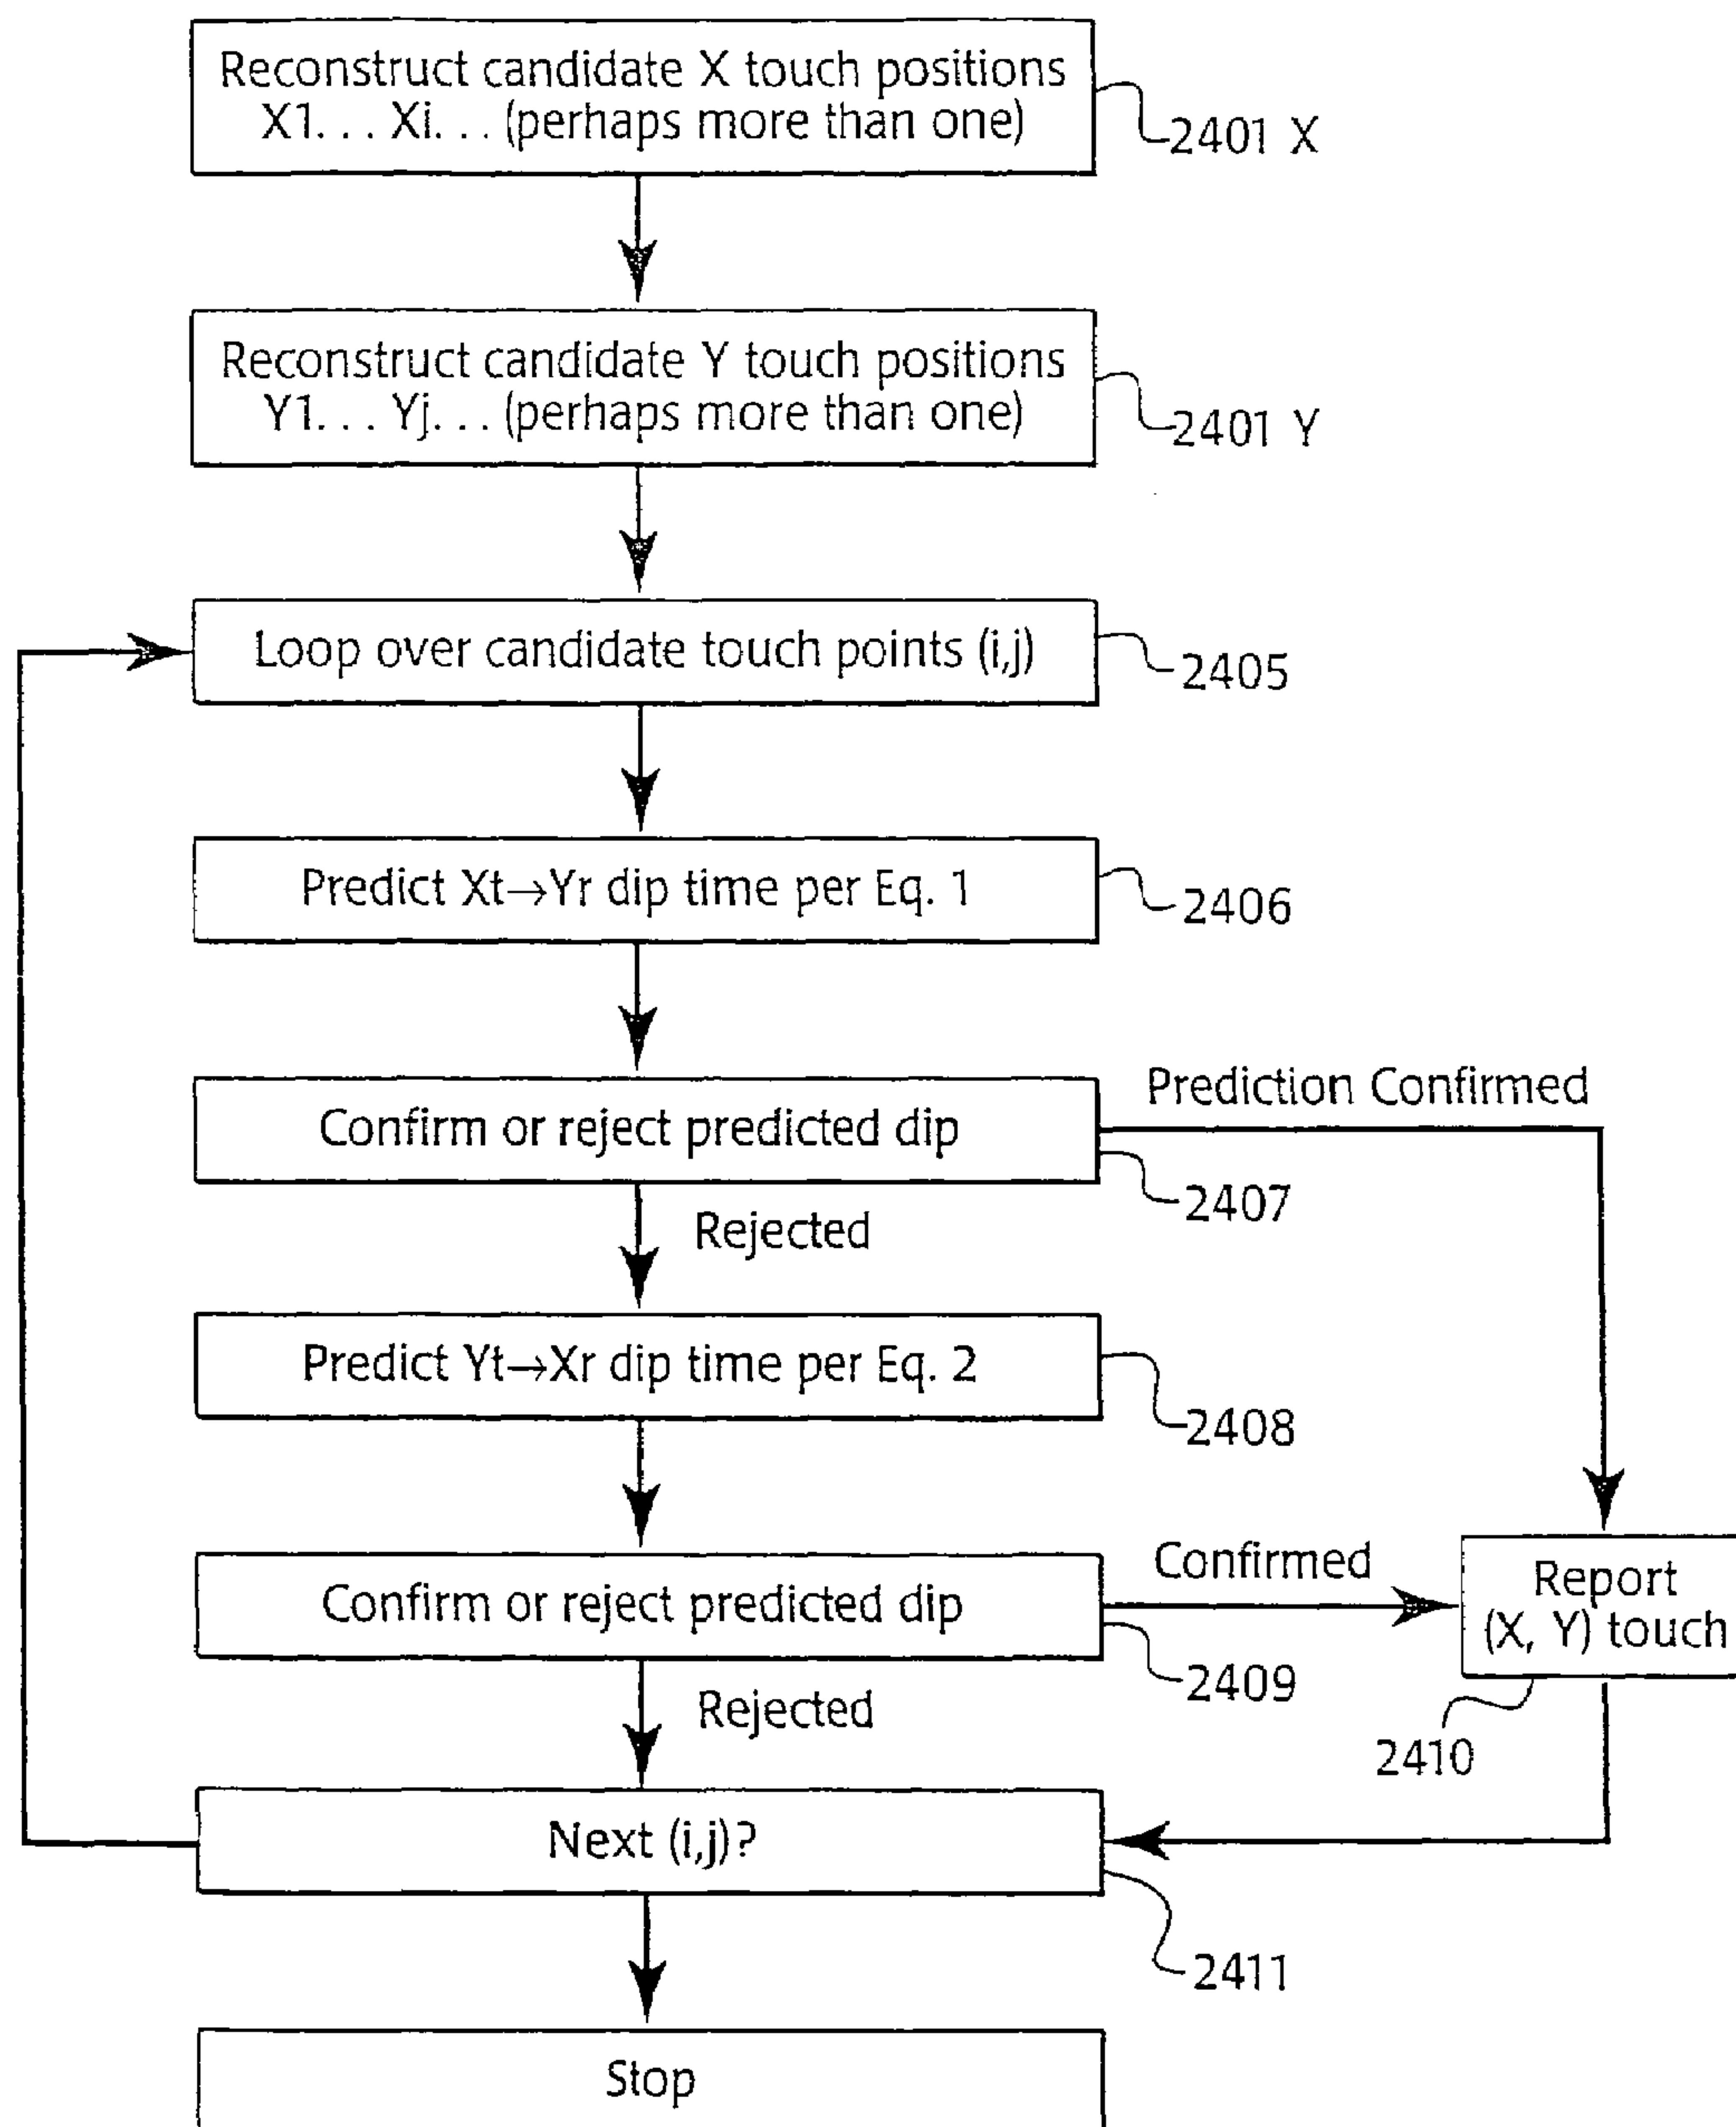 Reconstruct candidate X touch positions
X1. . . Xi. . . (perhaps more than one)
2401 X
Reconstruct candidate Y touch positions
Y1. . . Yj. . . (perhaps more than one)
2401 Y
Loop over candidate touch points (i,j)
2405
Predict Xt→Yr dip time per Eq. 1
2406
Prediction Confirmed
Confirm or reject predicted dip
2407
Rejected
Predict Yt→Xr dip time per Eq. 2
2408
Confirmed
Confirm or reject predicted dip
2409
Report
(X, Y) touch
2410
Rejected
Next (i,j)?
2411
Stop